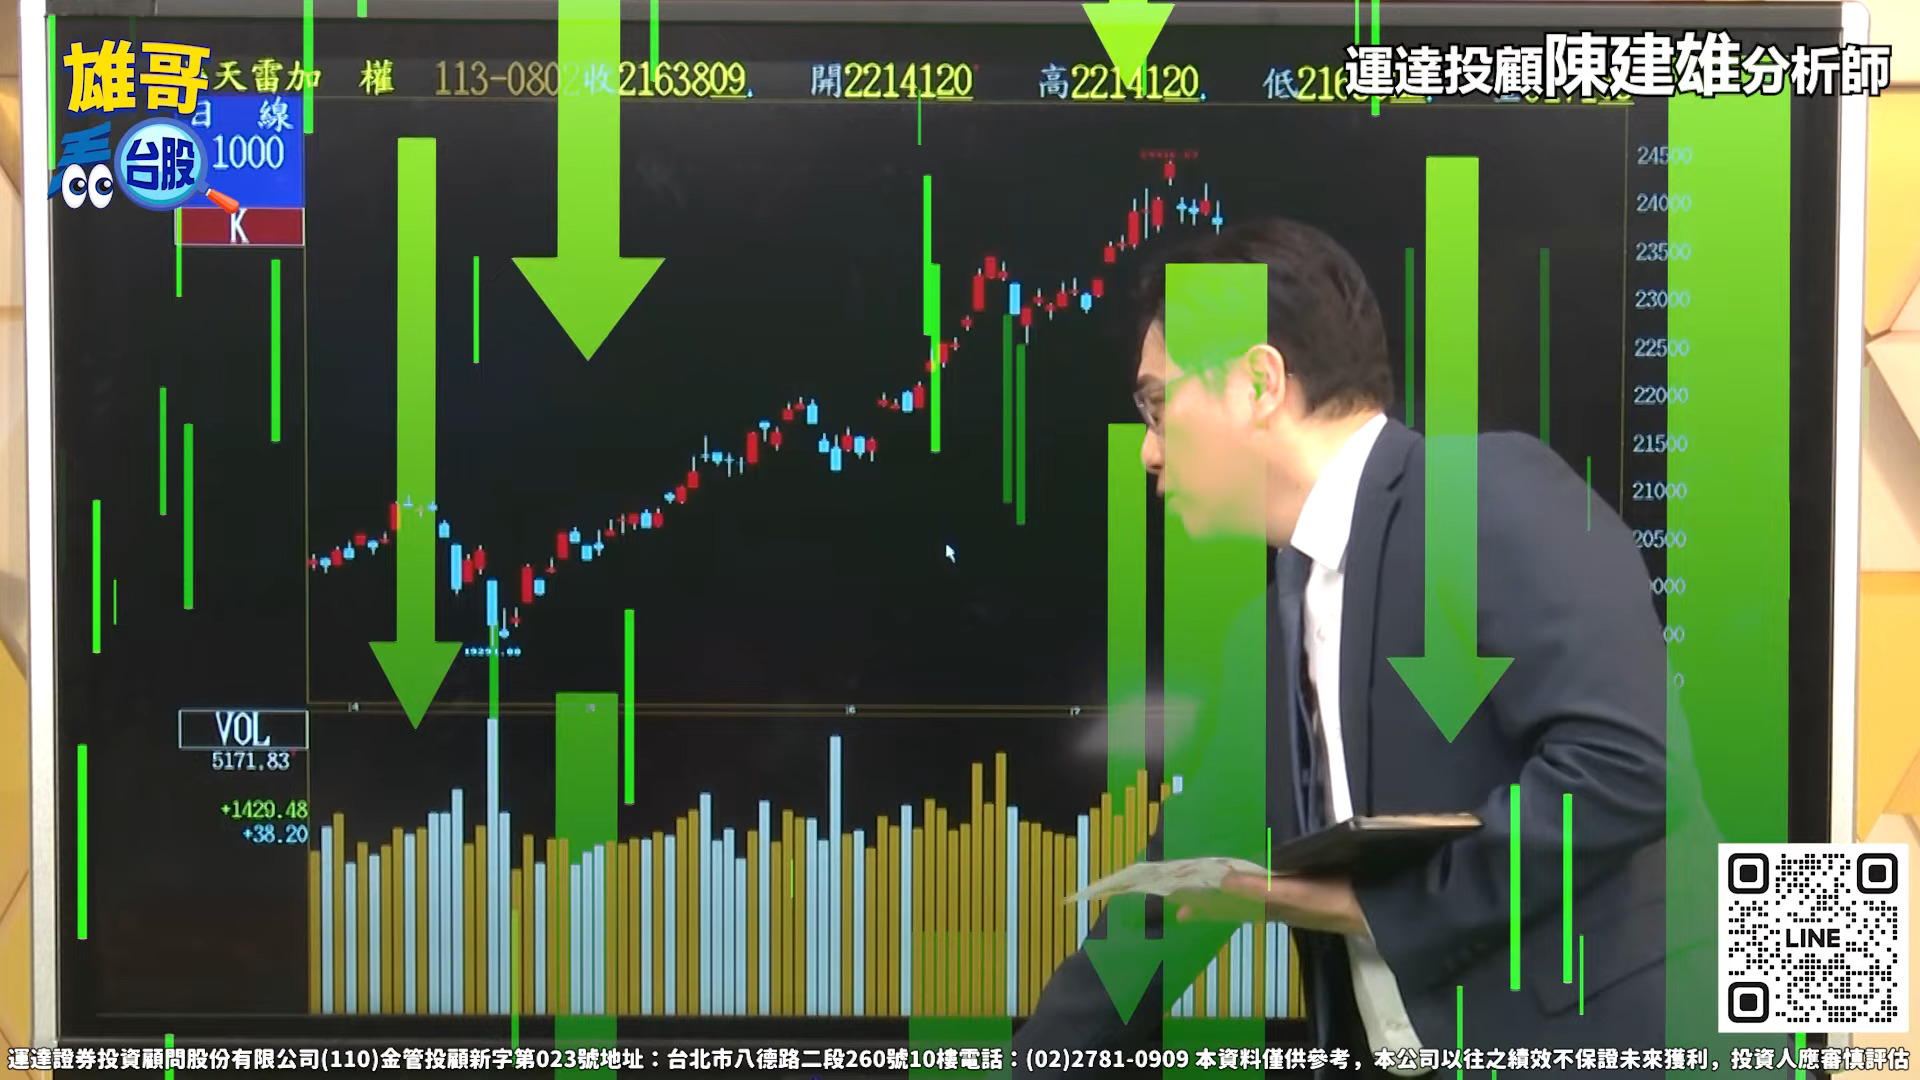 雄哥
看
台股
運達投顧陳建雄分析師
天雷加 權 113-0802 收2163809. 開2214120 高2214120. 低216
日 線
1000
K
24500
24000
23500
23000
22500
22000
21500
21000
20500
19291.00
4
6
7
VOL
5171.83
+1429.48
+38.20
LINE
運達證券投資顧問股份有限公司(110)金管投顧新字第023號地址：台北市八德路二段260號10樓電話：(02)2781-0909 本資料僅供參考，本公司以往之績效不保證未來獲利，投資人應審慎評估